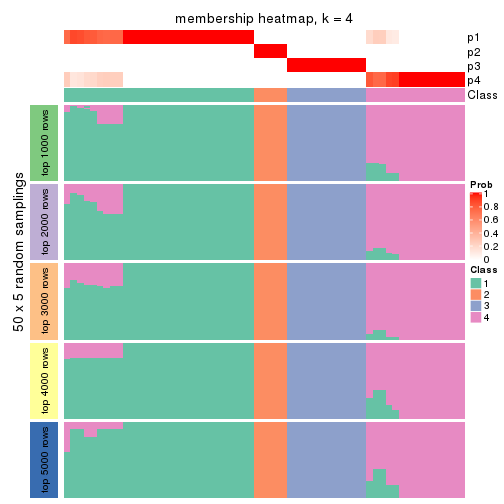 membership heatmap, k = 4
p1
p2
p3
p4
Class
50 x 5 random samplings
top 1000 rows
top 2000 rows
top 3000 rows
top 4000 rows
top 5000 rows
Prob
1
0.8
0.6
0.4
0.2
0
Class
1
2
3
4